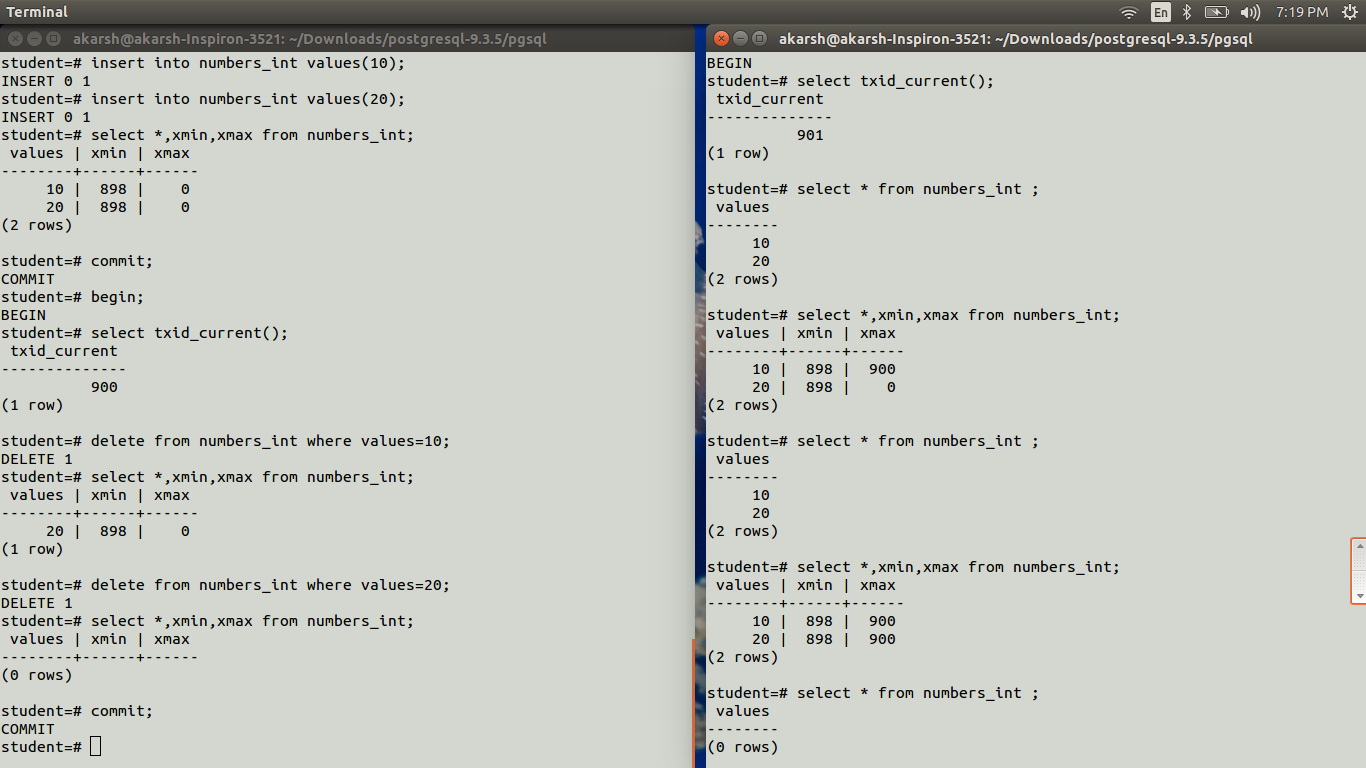 Terminal
En
7:19 PM
akarsh@akarsh-Inspiron-3521: ~/Downloads/postgresql-9.3.5/pgsql
student=# insert into numbers_int values(10);
INSERT 0 1
student=# insert into numbers_int values(20);
INSERT 0 1
student=# select *,xmin,xmax from numbers_int;
 values | xmin | xmax
--------+------+------
     10 |  898 |    0
     20 |  898 |    0
(2 rows)

student=# commit;
COMMIT
student=# begin;
BEGIN
student=# select txid_current();
 txid_current
--------------
          900
(1 row)

student=# delete from numbers_int where values=10;
DELETE 1
student=# select *,xmin,xmax from numbers_int;
 values | xmin | xmax
--------+------+------
     20 |  898 |    0
(1 row)

student=# delete from numbers_int where values=20;
DELETE 1
student=# select *,xmin,xmax from numbers_int;
 values | xmin | xmax
--------+------+------
(0 rows)

student=# commit;
COMMIT
student=#
akarsh@akarsh-Inspiron-3521: ~/Downloads/postgresql-9.3.5/pgsql
BEGIN
student=# select txid_current();
 txid_current
--------------
          901
(1 row)

student=# select * from numbers_int ;
 values
--------
     10
     20
(2 rows)

student=# select *,xmin,xmax from numbers_int;
 values | xmin | xmax
--------+------+------
     10 |  898 |  900
     20 |  898 |    0
(2 rows)

student=# select * from numbers_int ;
 values
--------
     10
     20
(2 rows)

student=# select *,xmin,xmax from numbers_int;
 values | xmin | xmax
--------+------+------
     10 |  898 |  900
     20 |  898 |  900
(2 rows)

student=# select * from numbers_int ;
 values
--------
(0 rows)